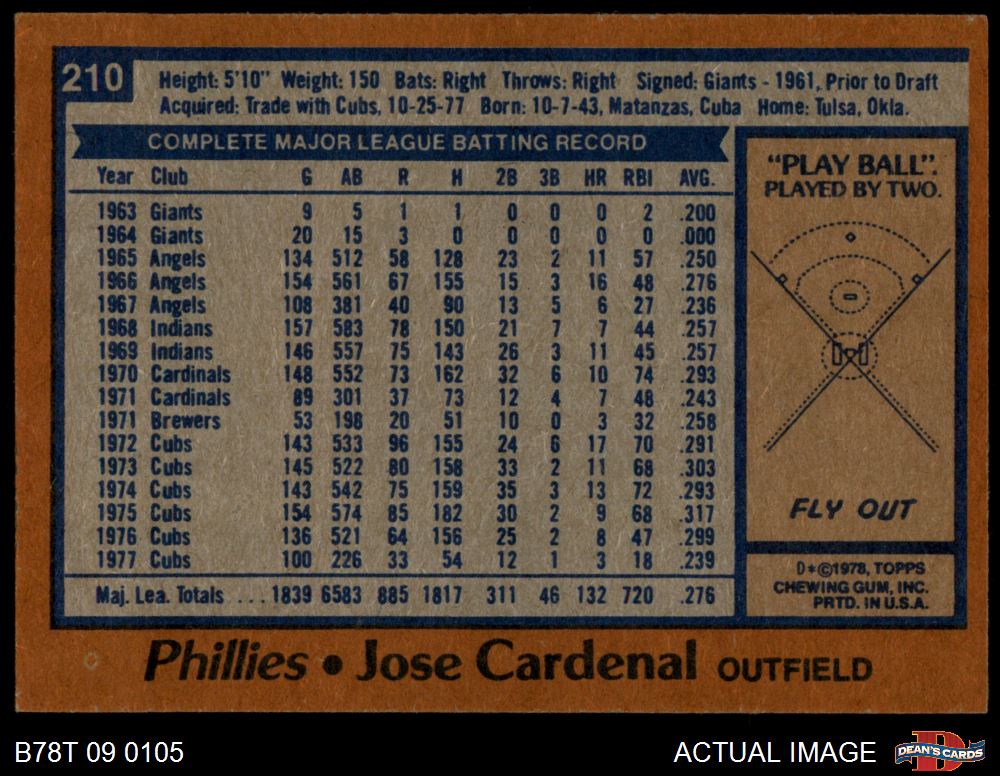 210
Height: 5'10" Weight: 150 Bats: Right Throws: Right Signed: Giants - 1961, Prior to Draft
Acquired: Trade with Cubs, 10-25-77 Born: 10-7-43, Matanzas, Cuba Home: Tulsa, Okla.
COMPLETE MAJOR LEAGUE BATTING RECORD
Year Club G AB R H 2B 3B HR RBI AVG.
1963 Giants 9 5 1 1 0 0 0 2 .200
1964 Giants 20 15 3 0 0 0 0 0 .000
1965 Angels 134 512 58 128 23 2 11 57 .250
1966 Angels 154 561 67 155 15 3 16 48 .276
1967 Angels 108 381 40 90 13 5 6 27 .236
1968 Indians 157 583 78 150 21 7 7 44 .257
1969 Indians 146 557 75 143 26 3 11 45 .257
1970 Cardinals 148 552 73 162 32 6 10 74 .293
1971 Cardinals 89 301 37 73 12 4 7 48 .243
1971 Brewers 53 198 20 51 10 0 3 32 .258
1972 Cubs 143 533 96 155 24 6 17 70 .291
1973 Cubs 145 522 80 158 33 2 11 68 .303
1974 Cubs 143 542 75 159 35 3 13 72 .293
1975 Cubs 154 574 85 182 30 2 9 68 .317
1976 Cubs 136 521 64 156 25 2 8 47 .299
1977 Cubs 100 226 33 54 12 1 3 18 .239
Maj. Lea. Totals ... 1839 6583 885 1817 311 46 132 720 .276
"PLAY BALL".
PLAYED BY TWO.
FLY OUT
D*©1978, TOPPS
CHEWING GUM, INC.
PRTD. IN U.S.A.
Phillies • Jose Cardenal OUTFIELD
B78T 09 0105
ACTUAL IMAGE
DEAN'S CARDS